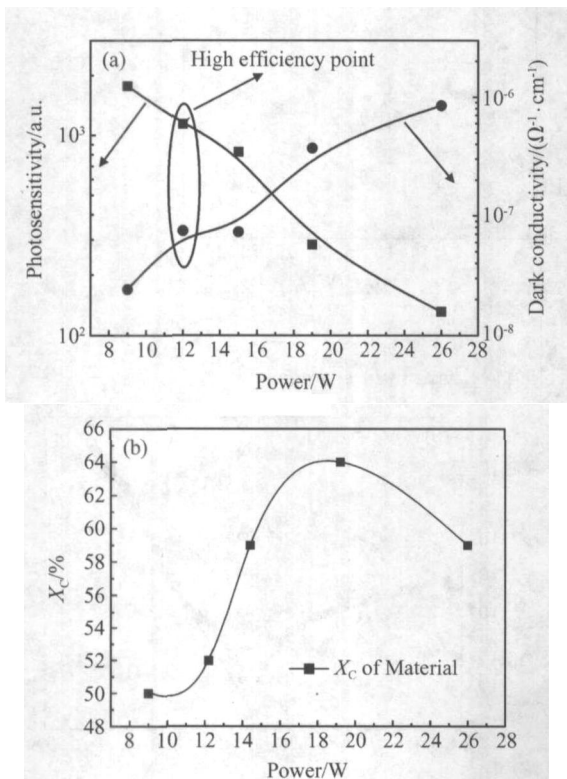 (a)
High efficiency point
Photosensitivity/a.u.
10³
10²
Dark conductivity/(Ω⁻¹·cm⁻¹)
10⁻⁶
10⁻⁷
10⁻⁸
8 10 12 14 16 18 20 22 24 26 28
Power/W
(b)
X_C/%
66
64
62
60
58
56
54
52
50
48
X_C of Material
8 10 12 14 16 18 20 22 24 26 28
Power/W